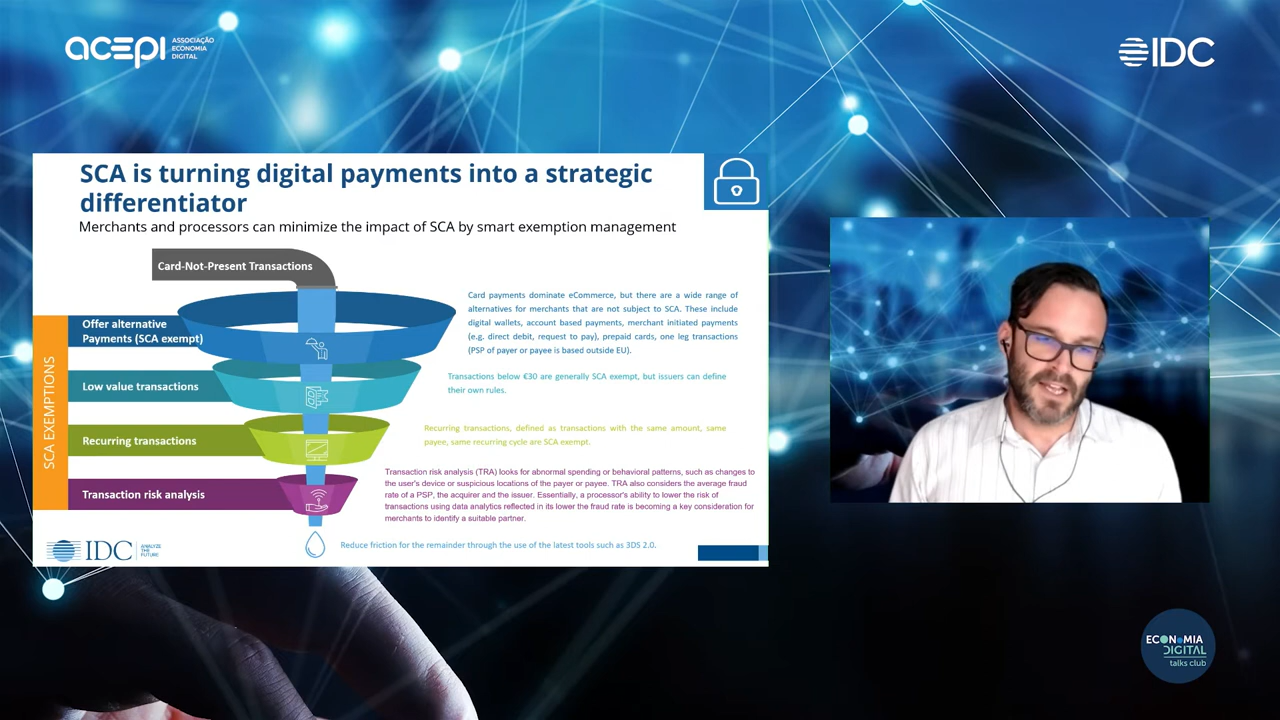 acepi ASSOCIAÇÃO
ECONOMIA
DIGITAL
IDC
SCA is turning digital payments into a strategic
differentiator
Merchants and processors can minimize the impact of SCA by smart exemption management
Card-Not-Present Transactions
SCA EXEMPTIONS
Offer alternative
Payments (SCA exempt)
Card payments dominate eCommerce, but there are a wide range of
alternatives for merchants that are not subject to SCA. These include
digital wallets, account based payments, merchant initiated payments
(e.g. direct debit, request to pay), prepaid cards, one leg transactions
(PSP of payer or payee is based outside EU).
Low value transactions
Transactions below €30 are generally SCA exempt, but issuers can define
their own rules.
Recurring transactions
Recurring transactions, defined as transactions with the same amount, same
payee, same recurring cycle are SCA exempt.
Transaction risk analysis
Transaction risk analysis (TRA) looks for abnormal spending or behavioral patterns, such as changes to
the user's device or suspicious locations of the payer or payee. TRA also considers the average fraud
rate of a PSP, the acquirer and the issuer. Essentially, a processor's ability to lower the risk of
transactions using data analytics reflected in its lower the fraud rate is becoming a key consideration for
merchants to identify a suitable partner.
Reduce friction for the remainder through the use of the latest tools such as 3DS 2.0.
IDC ANALYZE
THE
FUTURE
ECONOMIA
DIGITAL
talks club